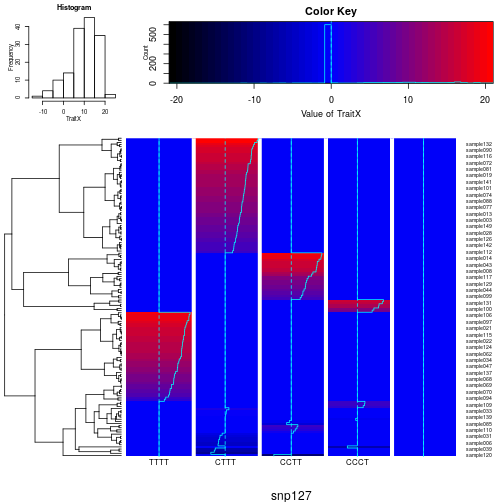 Histogram
Frequency
0 10 20 30 40
-10 0 10 20
TraitX
Color Key
Count
0 200 500
-20 -10 0 10 20
Value of TraitX
sample132
sample090
sample116
sample072
sample081
sample019
sample141
sample101
sample074
sample088
sample077
sample013
sample003
sample149
sample028
sample126
sample142
sample112
sample014
sample043
sample008
sample117
sample129
sample044
sample099
sample131
sample100
sample106
sample097
sample021
sample115
sample022
sample124
sample062
sample034
sample047
sample137
sample068
sample069
sample070
sample094
sample109
sample033
sample139
sample085
sample110
sample031
sample006
sample039
sample120
TTTT CTTT CCTT CCCT
snp127